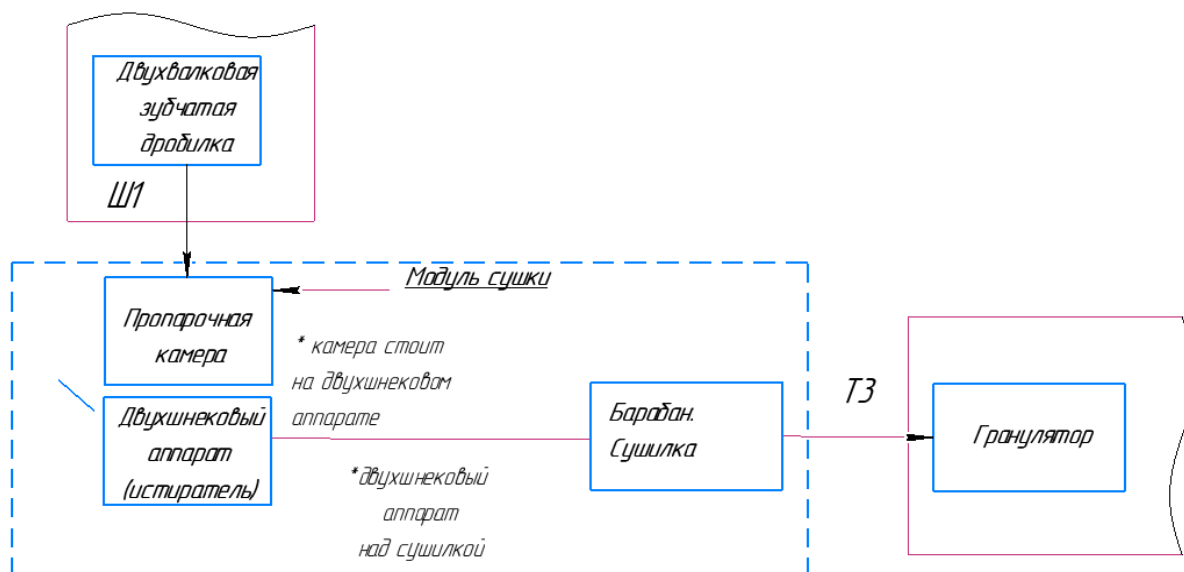 Двухвалковая
зубчатая
дробилка
Ш1
Модуль сушки
Пропарочная
камера
* камера стоит
на двухшнековом
аппарате
Двухшнековый
аппарат
(истиратель)
* двухшнековый
аппарат
над сушилкой
Барабан.
Сушилка
Т3
Гранулятор